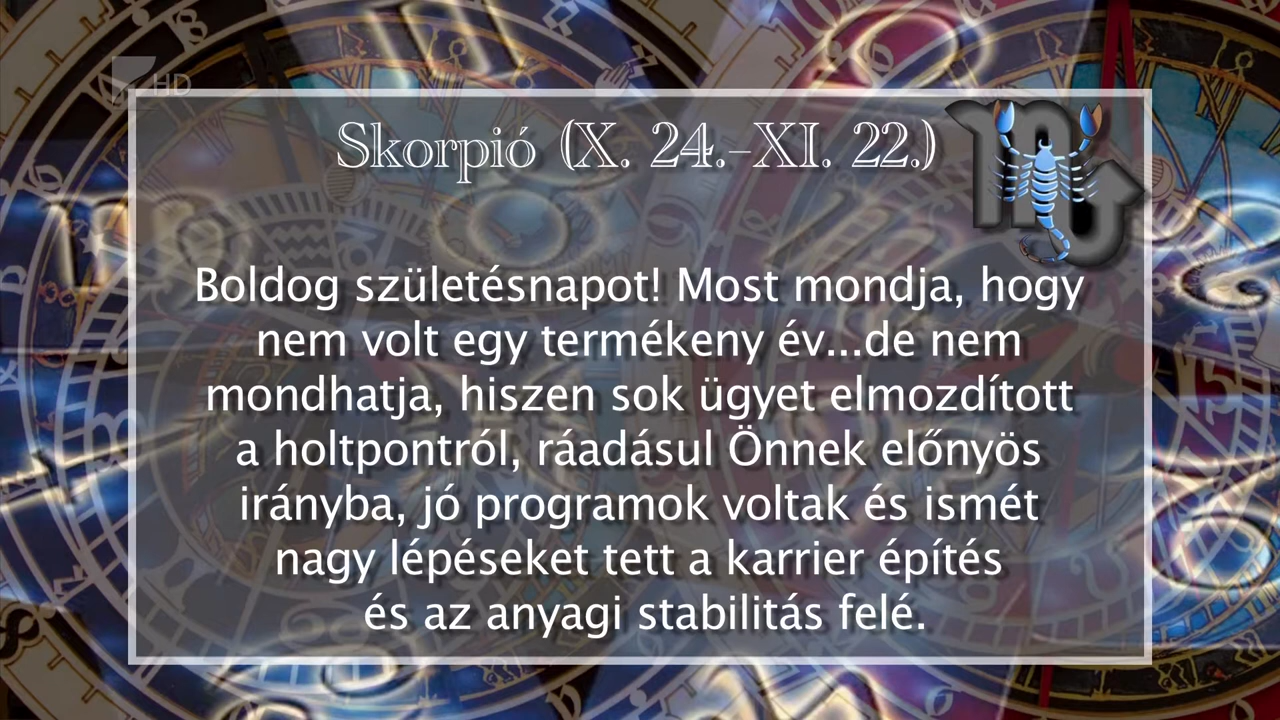 HD
Skorpió (X. 24.-XI. 22.)
Boldog születésnapot! Most mondja, hogy
nem volt egy termékeny év...de nem
mondhatja, hiszen sok ügyet elmozdított
a holtpontról, ráadásul Önnek előnyös
irányba, jó programok voltak és ismét
nagy lépéseket tett a karrier építés
és az anyagi stabilitás felé.